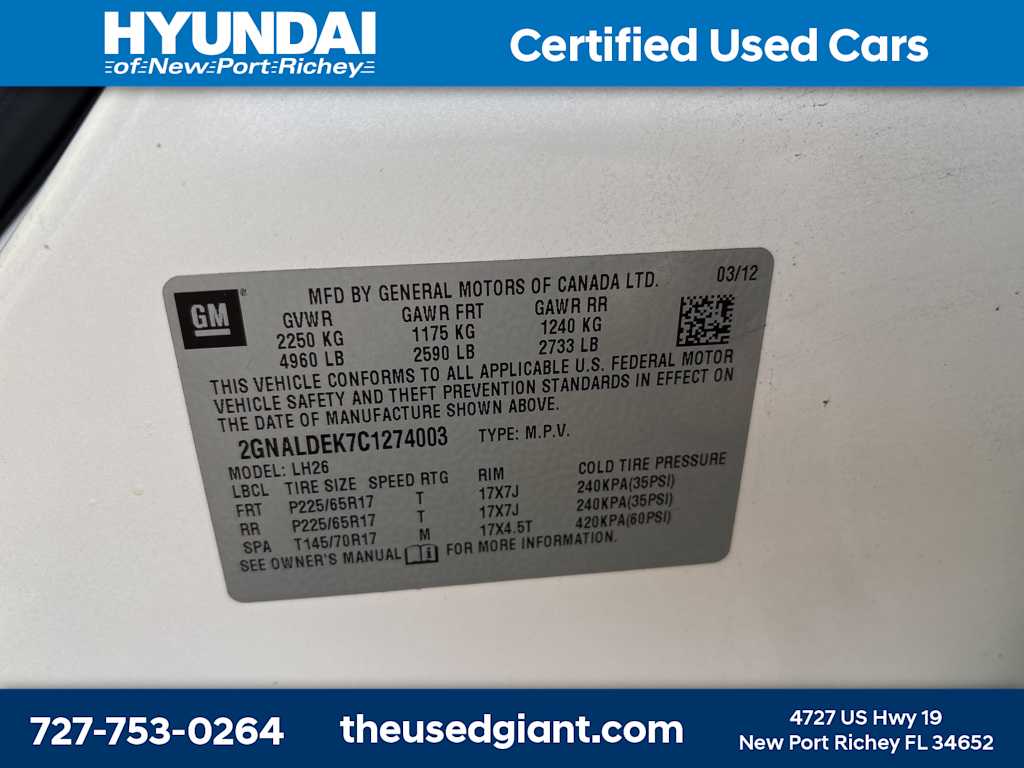 HYUNDAI
of New Port Richey
Certified Used Cars
GM
MFD BY GENERAL MOTORS OF CANADA LTD. 03/12
GVWR GAWR FRT GAWR RR
2250 KG 1175 KG 1240 KG
4960 LB 2590 LB 2733 LB
THIS VEHICLE CONFORMS TO ALL APPLICABLE U.S. FEDERAL MOTOR
VEHICLE SAFETY AND THEFT PREVENTION STANDARDS IN EFFECT ON
THE DATE OF MANUFACTURE SHOWN ABOVE.
2GNALDEK7C1274003 TYPE: M.P.V.
MODEL: LH26
LBCL TIRE SIZE SPEED RTG RIM COLD TIRE PRESSURE
FRT P225/65R17 T 17X7J 240KPA(35PSI)
RR P225/65R17 T 17X7J 240KPA(35PSI)
SPA T145/70R17 M 17X4.5T 420KPA(60PSI)
SEE OWNER'S MANUAL FOR MORE INFORMATION.
727-753-0264
theusedgiant.com
4727 US Hwy 19
New Port Richey FL 34652